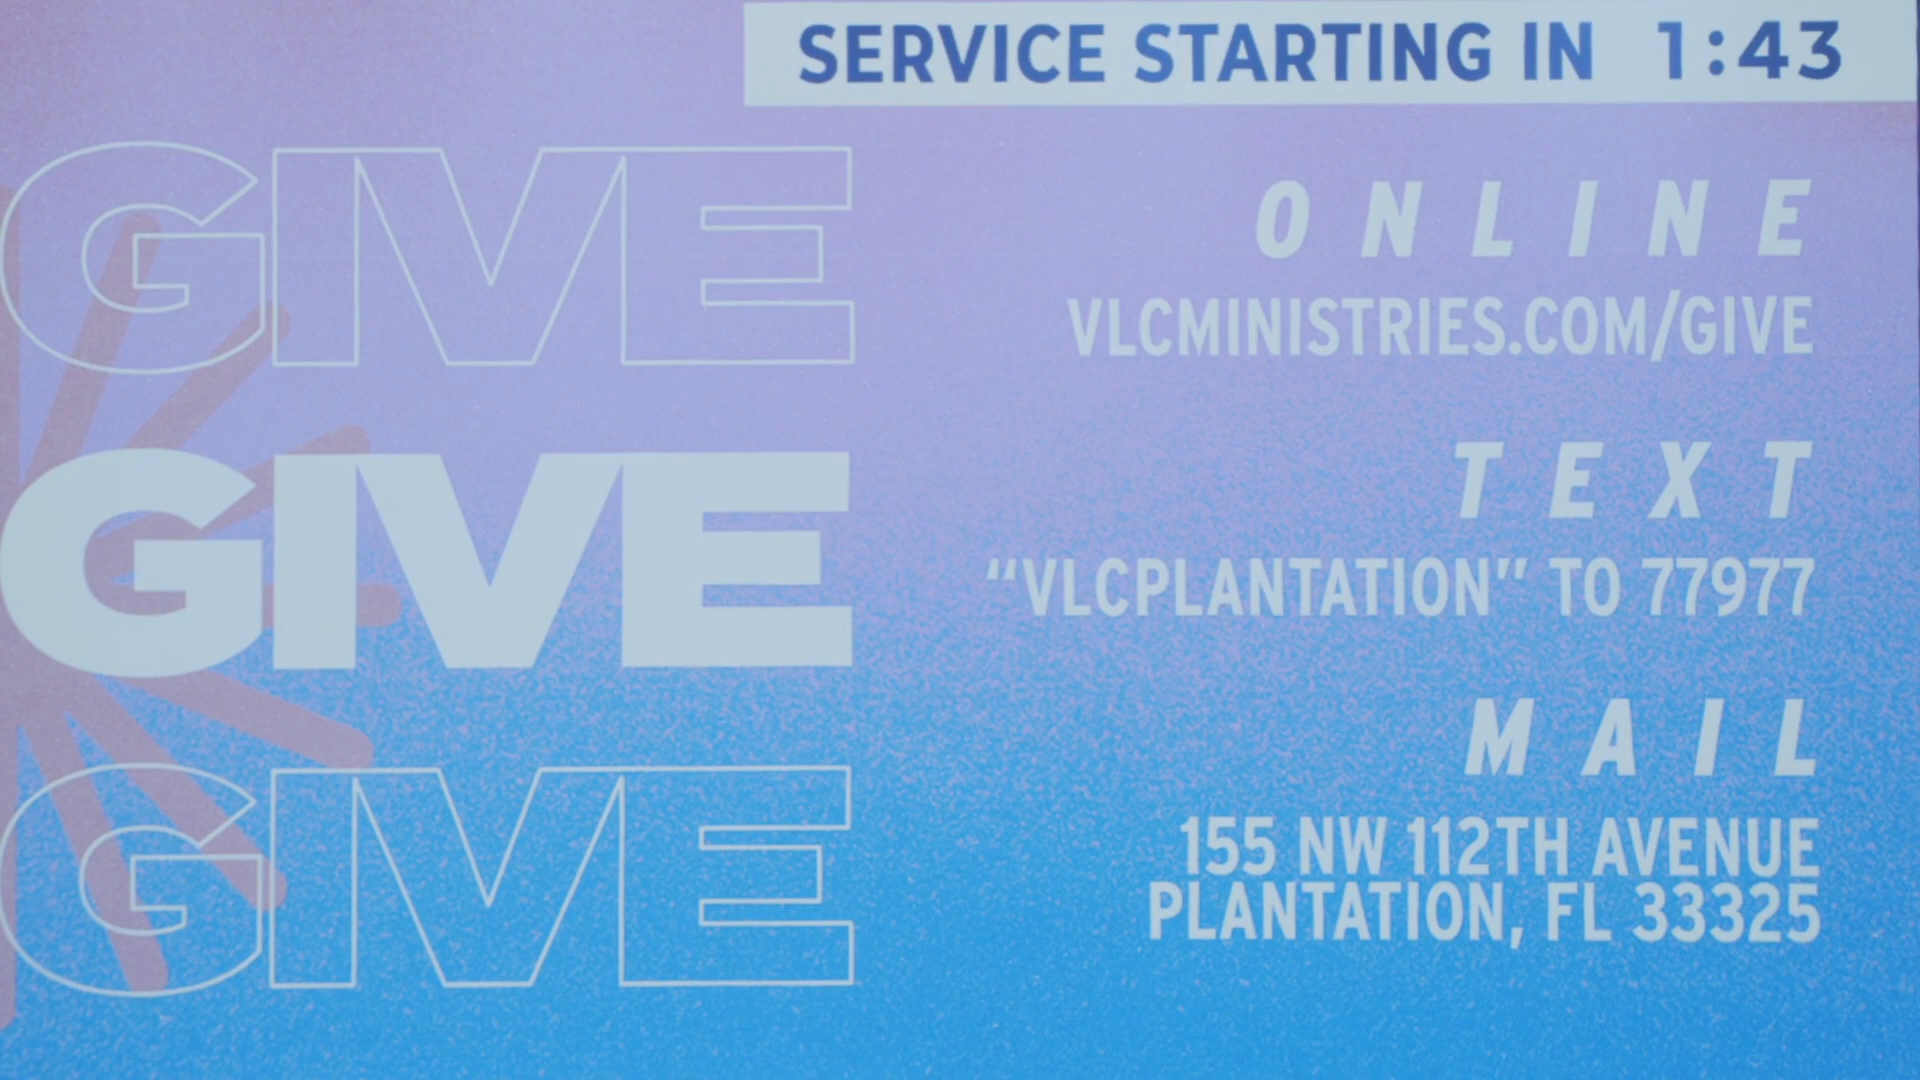 SERVICE STARTING IN 1:43
GIVE
GIVE
GIVE
ONLINE
VLCMINISTRIES.COM/GIVE
TEXT
“VLCPLANTATION” TO 77977
MAIL
155 NW 112TH AVENUE
PLANTATION, FL 33325